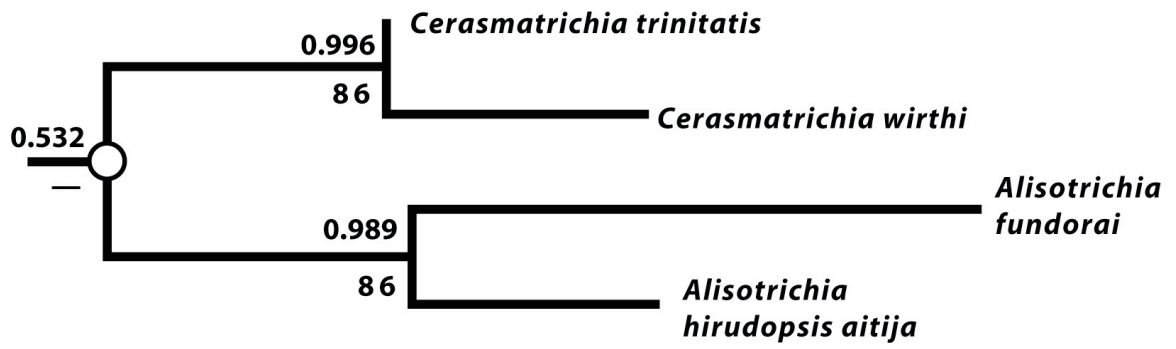 Cerasmatrichia trinitatis
0.996
86
Cerasmatrichia wirthi
0.532
—
Alisotrichia
fundorai
0.989
86
Alisotrichia
hirudopsis aitija